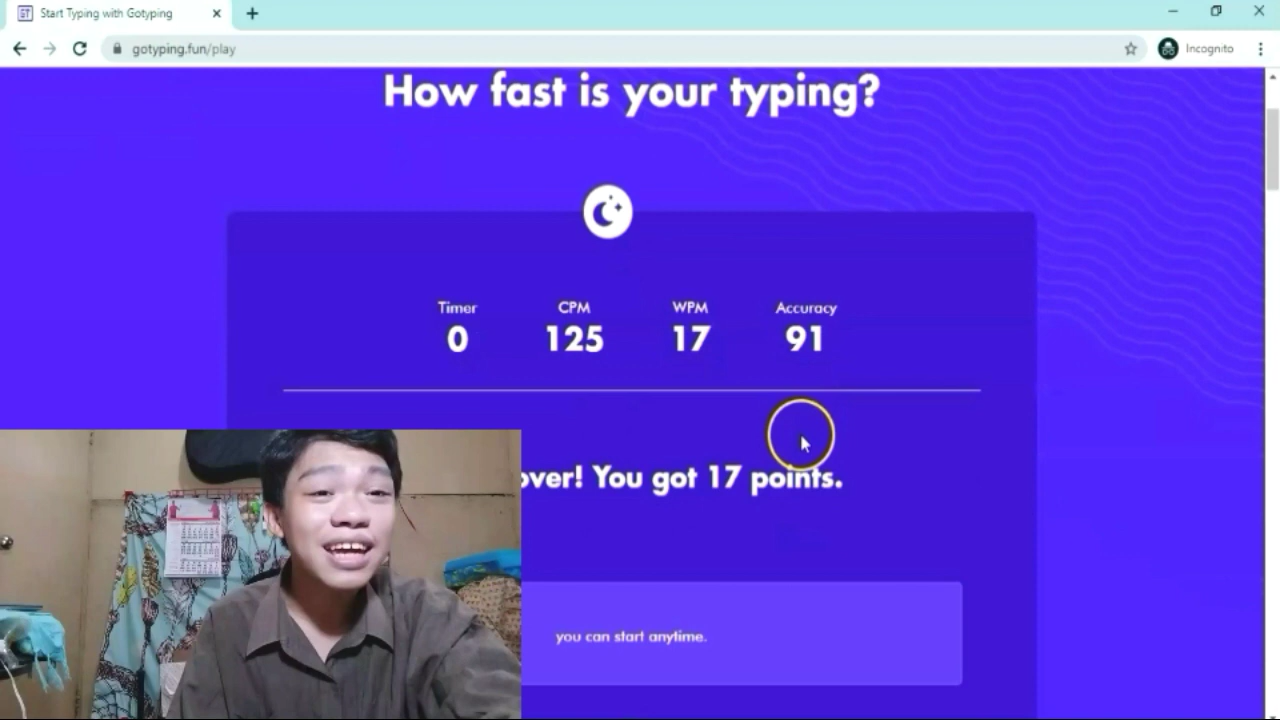 Start Typing with Gotyping
gotyping.fun/play
Incognito
How fast is your typing?
Timer CPM WPM Accuracy
0 125 17 91
over! You got 17 points.
you can start anytime.